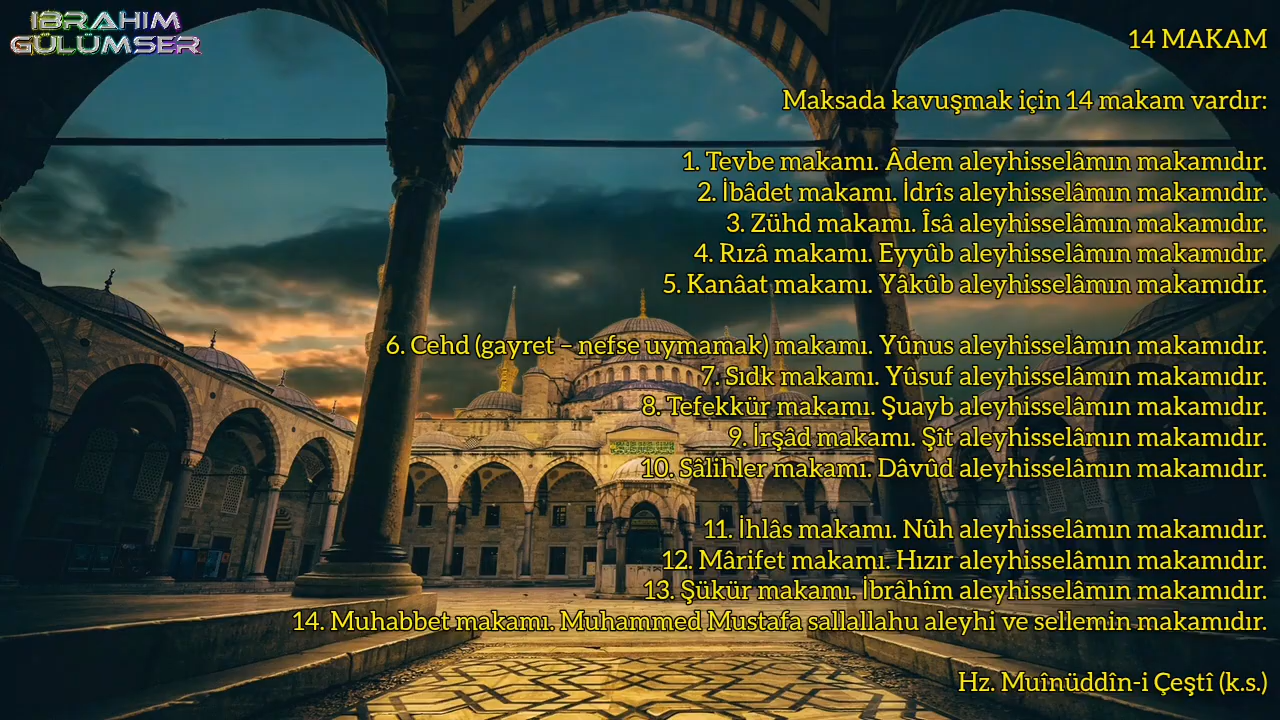 IBRAHIM
GÜLÜMSER
14 MAKAM
Maksada kavuşmak için 14 makam vardır:
1. Tevbe makamı. Âdem aleyhisselâmın makamıdır.
2. İbâdet makamı. İdrîs aleyhisselâmın makamıdır.
3. Zühd makamı. Îsâ aleyhisselâmın makamıdır.
4. Rızâ makamı. Eyyûb aleyhisselâmın makamıdır.
5. Kanâat makamı. Yâkûb aleyhisselâmın makamıdır.
6. Cehd (gayret – nefse uymamak) makamı. Yûnus aleyhisselâmın makamıdır.
7. Sıdk makamı. Yûsuf aleyhisselâmın makamıdır.
8. Tefekkür makamı. Şuayb aleyhisselâmın makamıdır.
9. İrşâd makamı. Şît aleyhisselâmın makamıdır.
10. Sâlihler makamı. Dâvûd aleyhisselâmın makamıdır.
11. İhlâs makamı. Nûh aleyhisselâmın makamıdır.
12. Mârifet makamı. Hızır aleyhisselâmın makamıdır.
13. Şükür makamı. İbrâhîm aleyhisselâmın makamıdır.
14. Muhabbet makamı. Muhammed Mustafa sallallahu aleyhi ve sellemin makamıdır.
Hz. Muînüddîn-i Çeştî (k.s.)